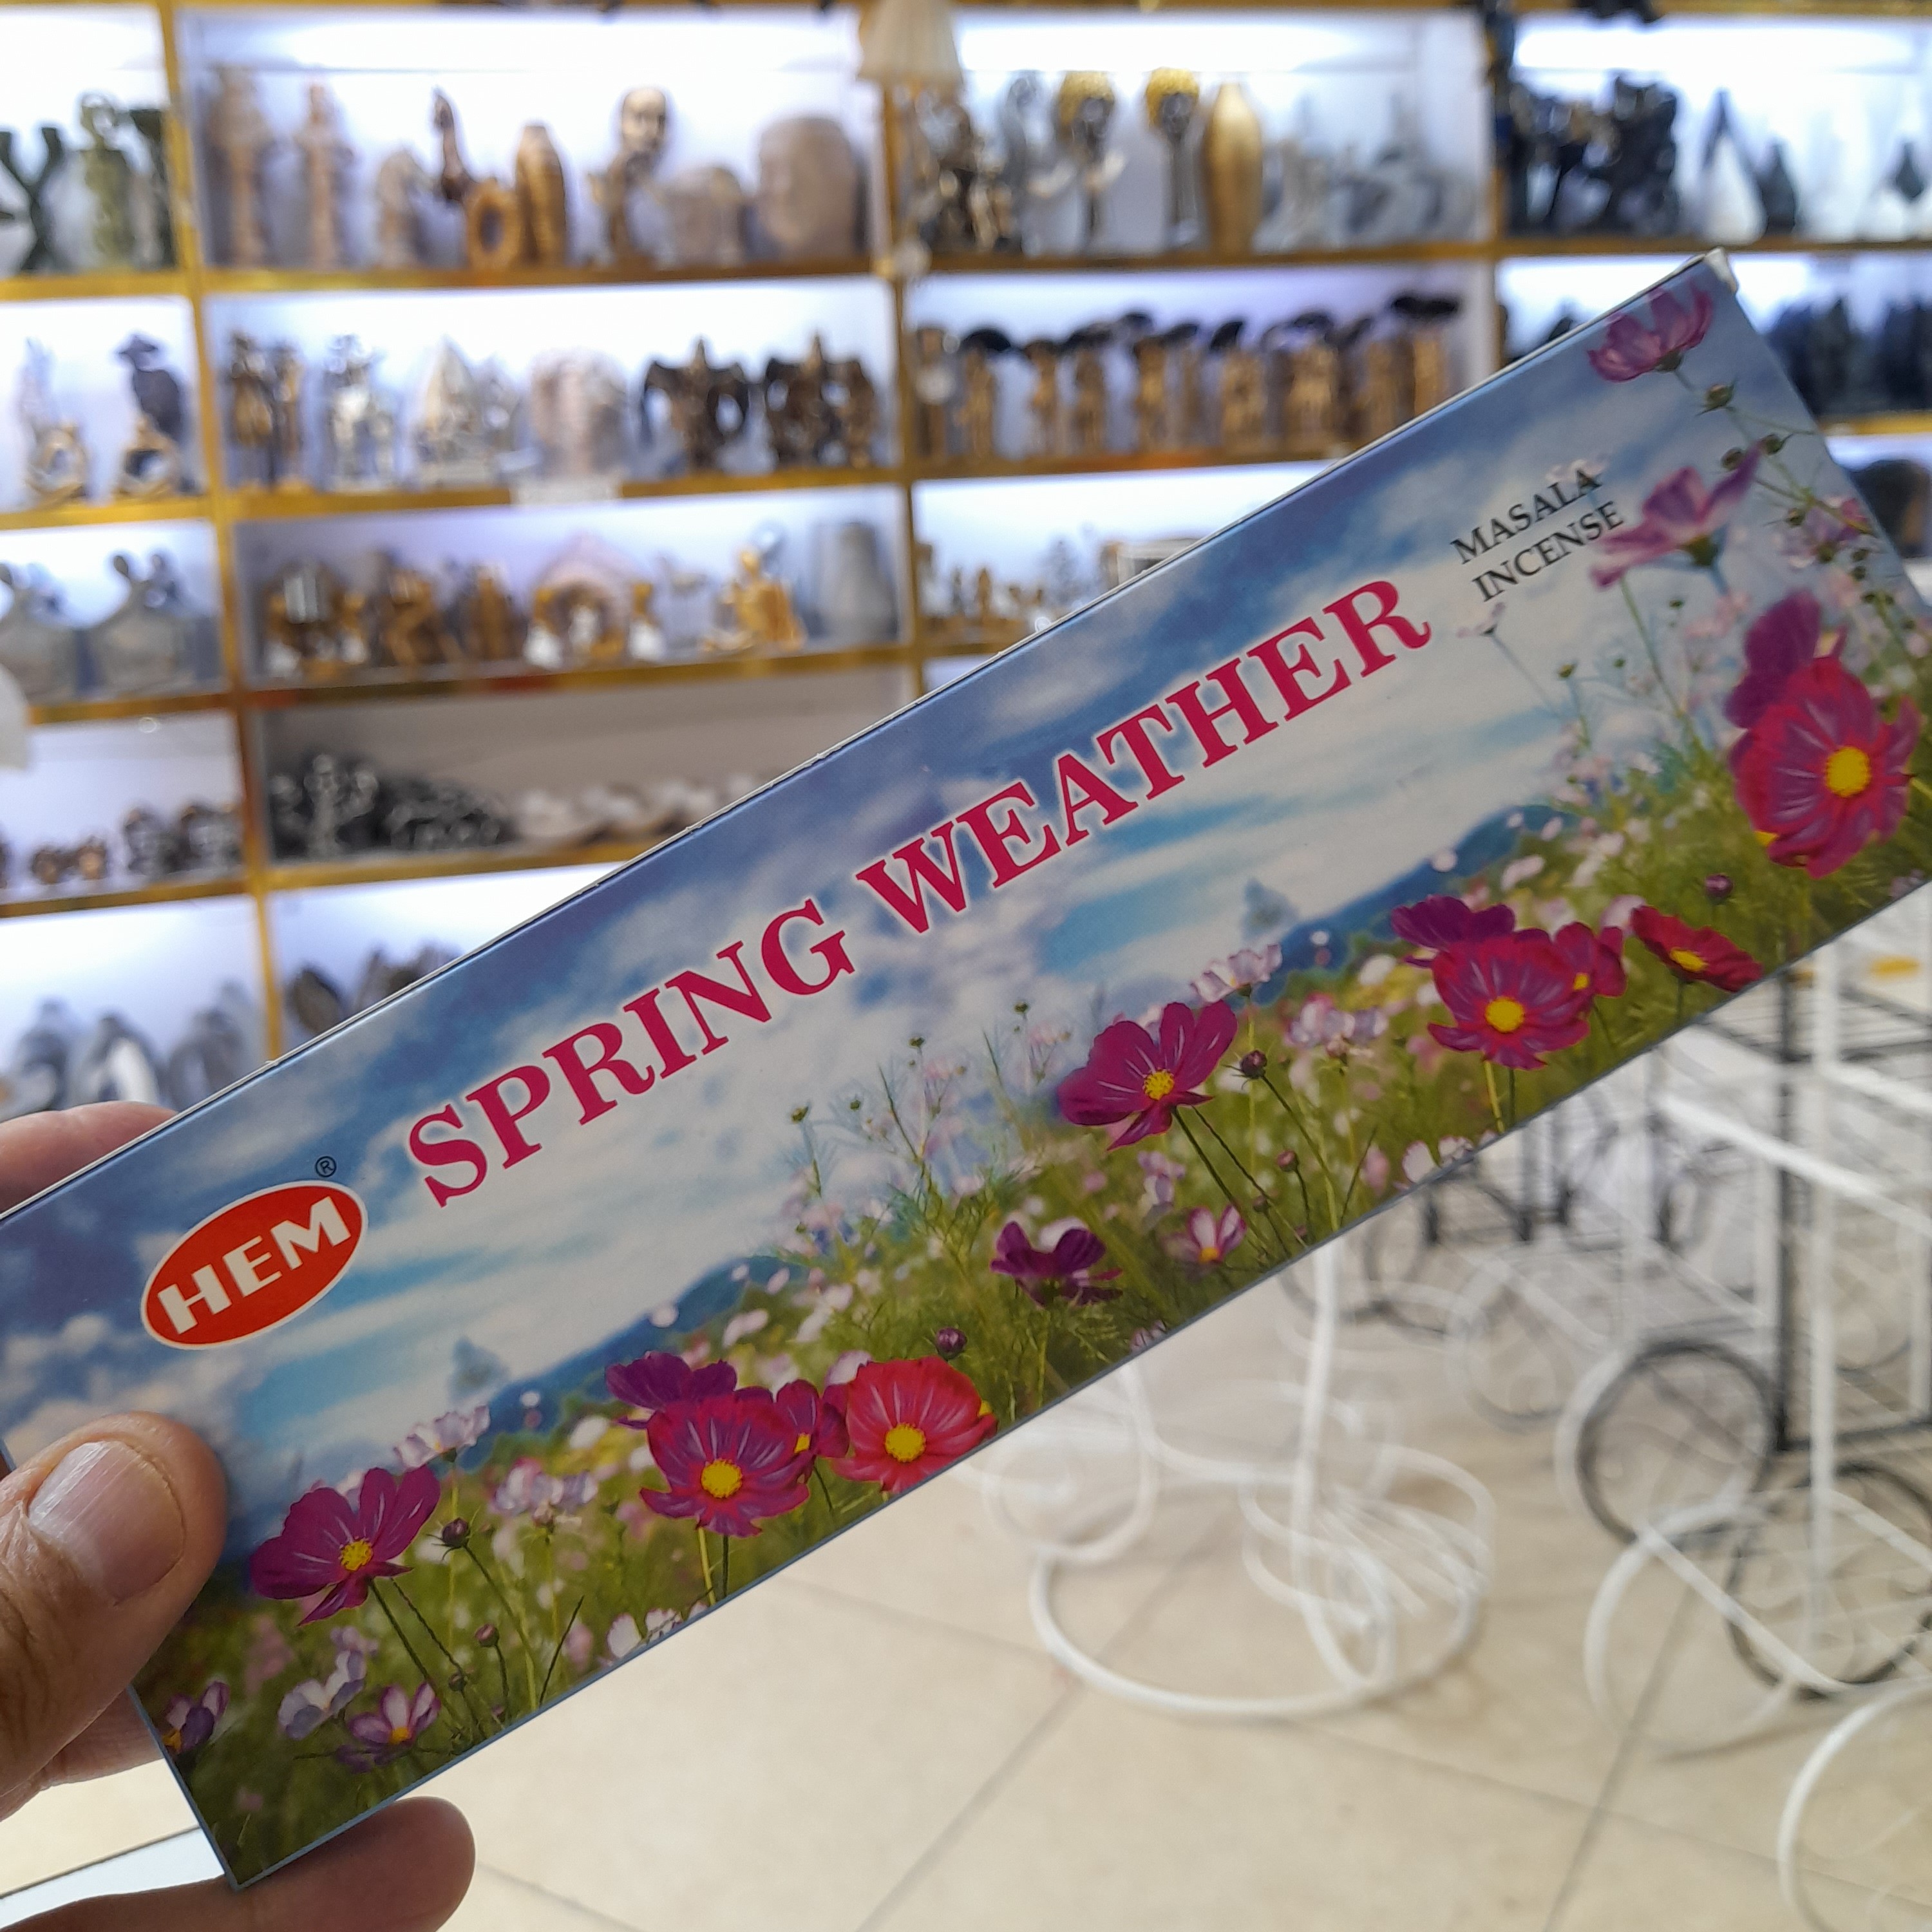 HEM®
SPRING WEATHER
MASALA
INCENSE